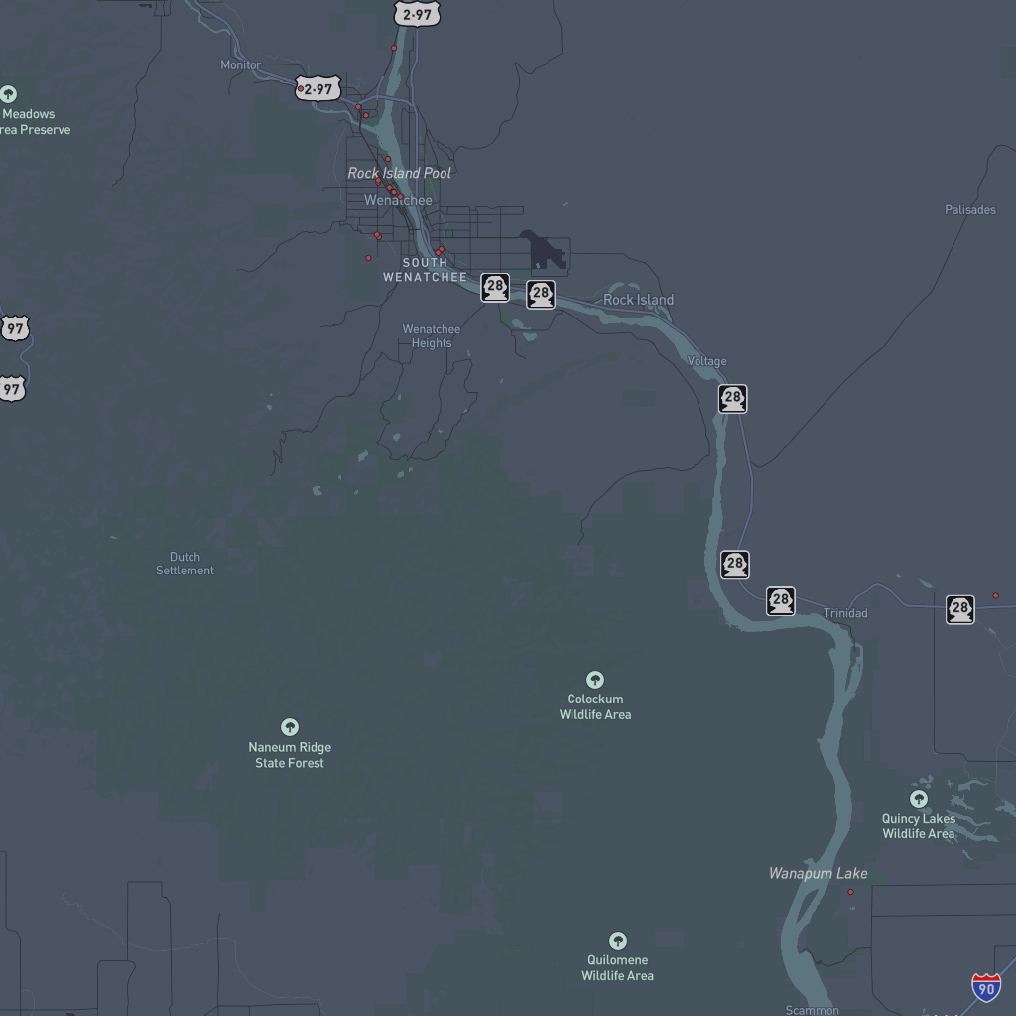 2·97
Monitor
2·97
Meadows
rea Preserve
Rock Island Pool
Wenatchee
Palisades
SOUTH
WENATCHEE
28
28
Rock Island
97
Wenatchee
Heights
Voltage
97
28
Dutch
Settlement
28
28
28
Trinidad
Colockum
Wildlife Area
Naneum Ridge
State Forest
Quincy Lakes
Wildlife Area
Wanapum Lake
Quilomene
Wildlife Area
90
Scammon